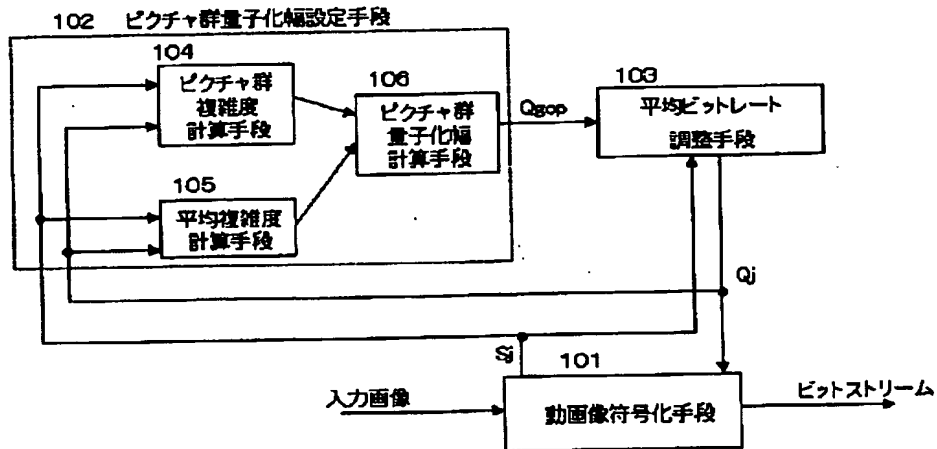 102 ピクチャ群量子化幅設定手段
104
ピクチャ群
複雑度
計算手段
106
ピクチャ群
量子化幅
計算手段
Qgop
103
平均ビットレート
調整手段
105
平均複雑度
計算手段
Qj
Sj
101
入力画像
動画像符号化手段
ビットストリーム